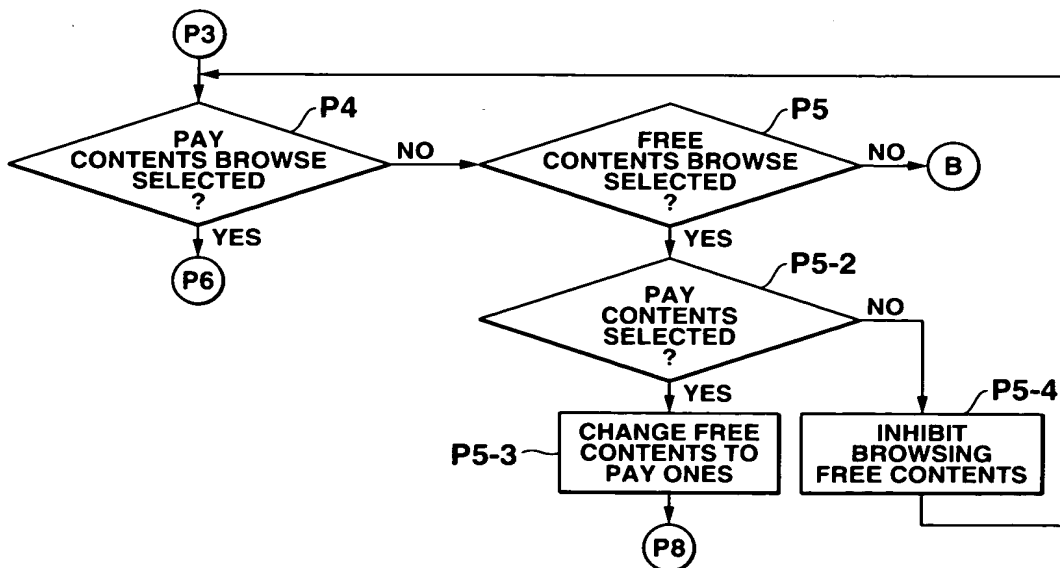 P3
P4
PAY
CONTENTS BROWSE
SELECTED
?
NO
YES
P6
P5
FREE
CONTENTS BROWSE
SELECTED
?
NO
B
YES
P5-2
PAY
CONTENTS
SELECTED
?
NO
YES
P5-3
CHANGE FREE
CONTENTS TO
PAY ONES
P5-4
INHIBIT
BROWSING
FREE CONTENTS
P8